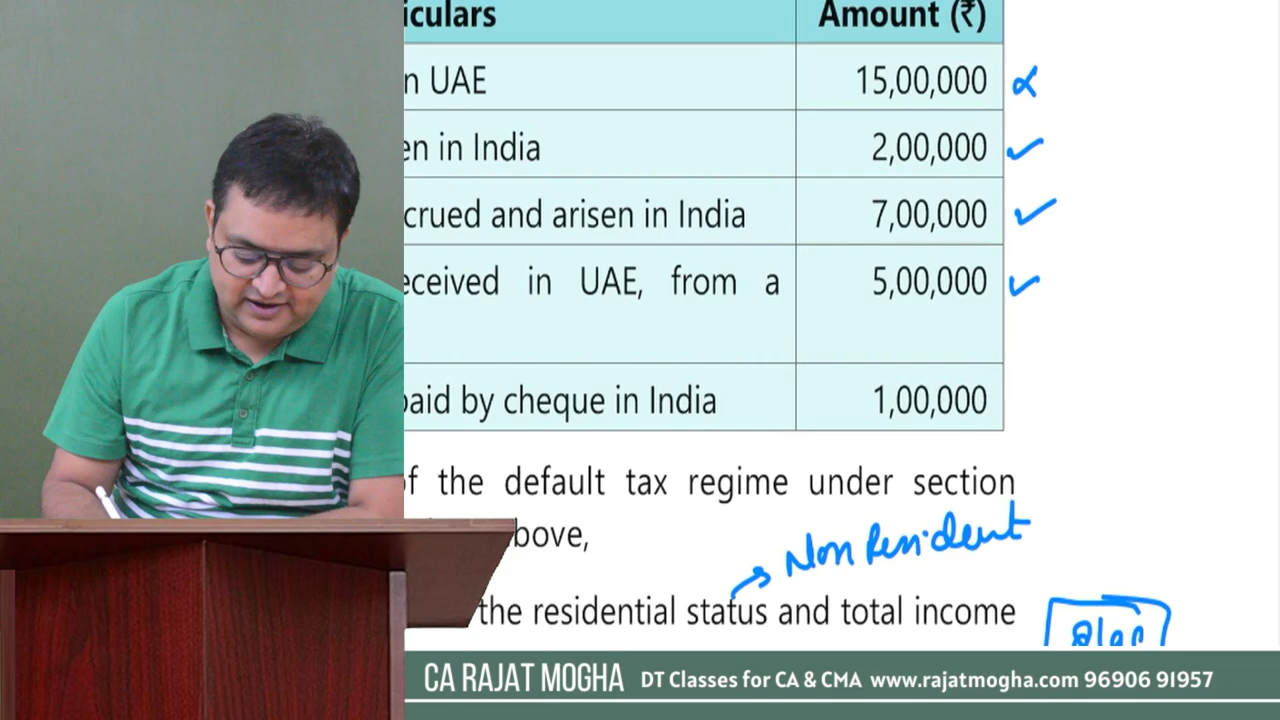 iculars Amount (₹)
n UAE 15,00,000
en in India 2,00,000 ✓
crued and arisen in India 7,00,000 ✓
eceived in UAE, from a 5,00,000 ✓
paid by cheque in India 1,00,000
of the default tax regime under section
bove,
Non Resident
the residential status and total income
CA RAJAT MOGHA DT Classes for CA & CMA www.rajatmogha.com 96906 91957